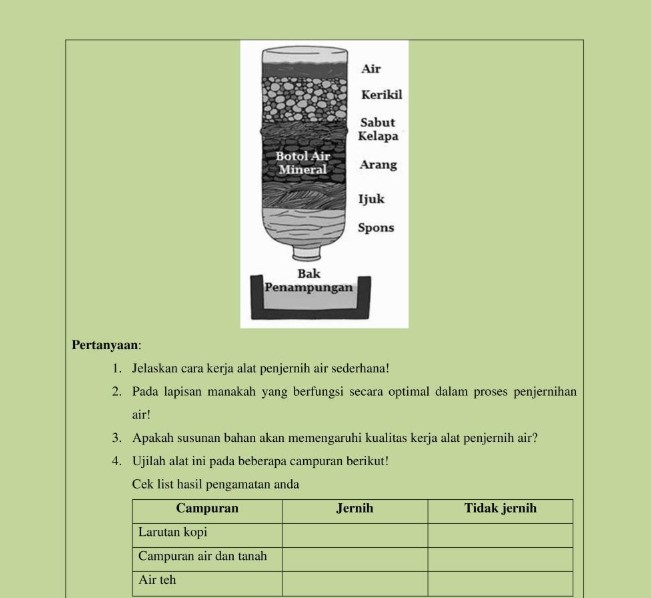 Air
Kerikil
Sabut
Kelapa
Botol Air
Mineral
Arang
Ijuk
Spons
Bak
Penampungan
Pertanyaan:
1. Jelaskan cara kerja alat penjernih air sederhana!
2. Pada lapisan manakah yang berfungsi secara optimal dalam proses penjernihan
air!
3. Apakah susunan bahan akan memengaruhi kualitas kerja alat penjernih air?
4. Ujilah alat ini pada beberapa campuran berikut!
Cek list hasil pengamatan anda
Campuran Jernih Tidak jernih
Larutan kopi
Campuran air dan tanah
Air teh